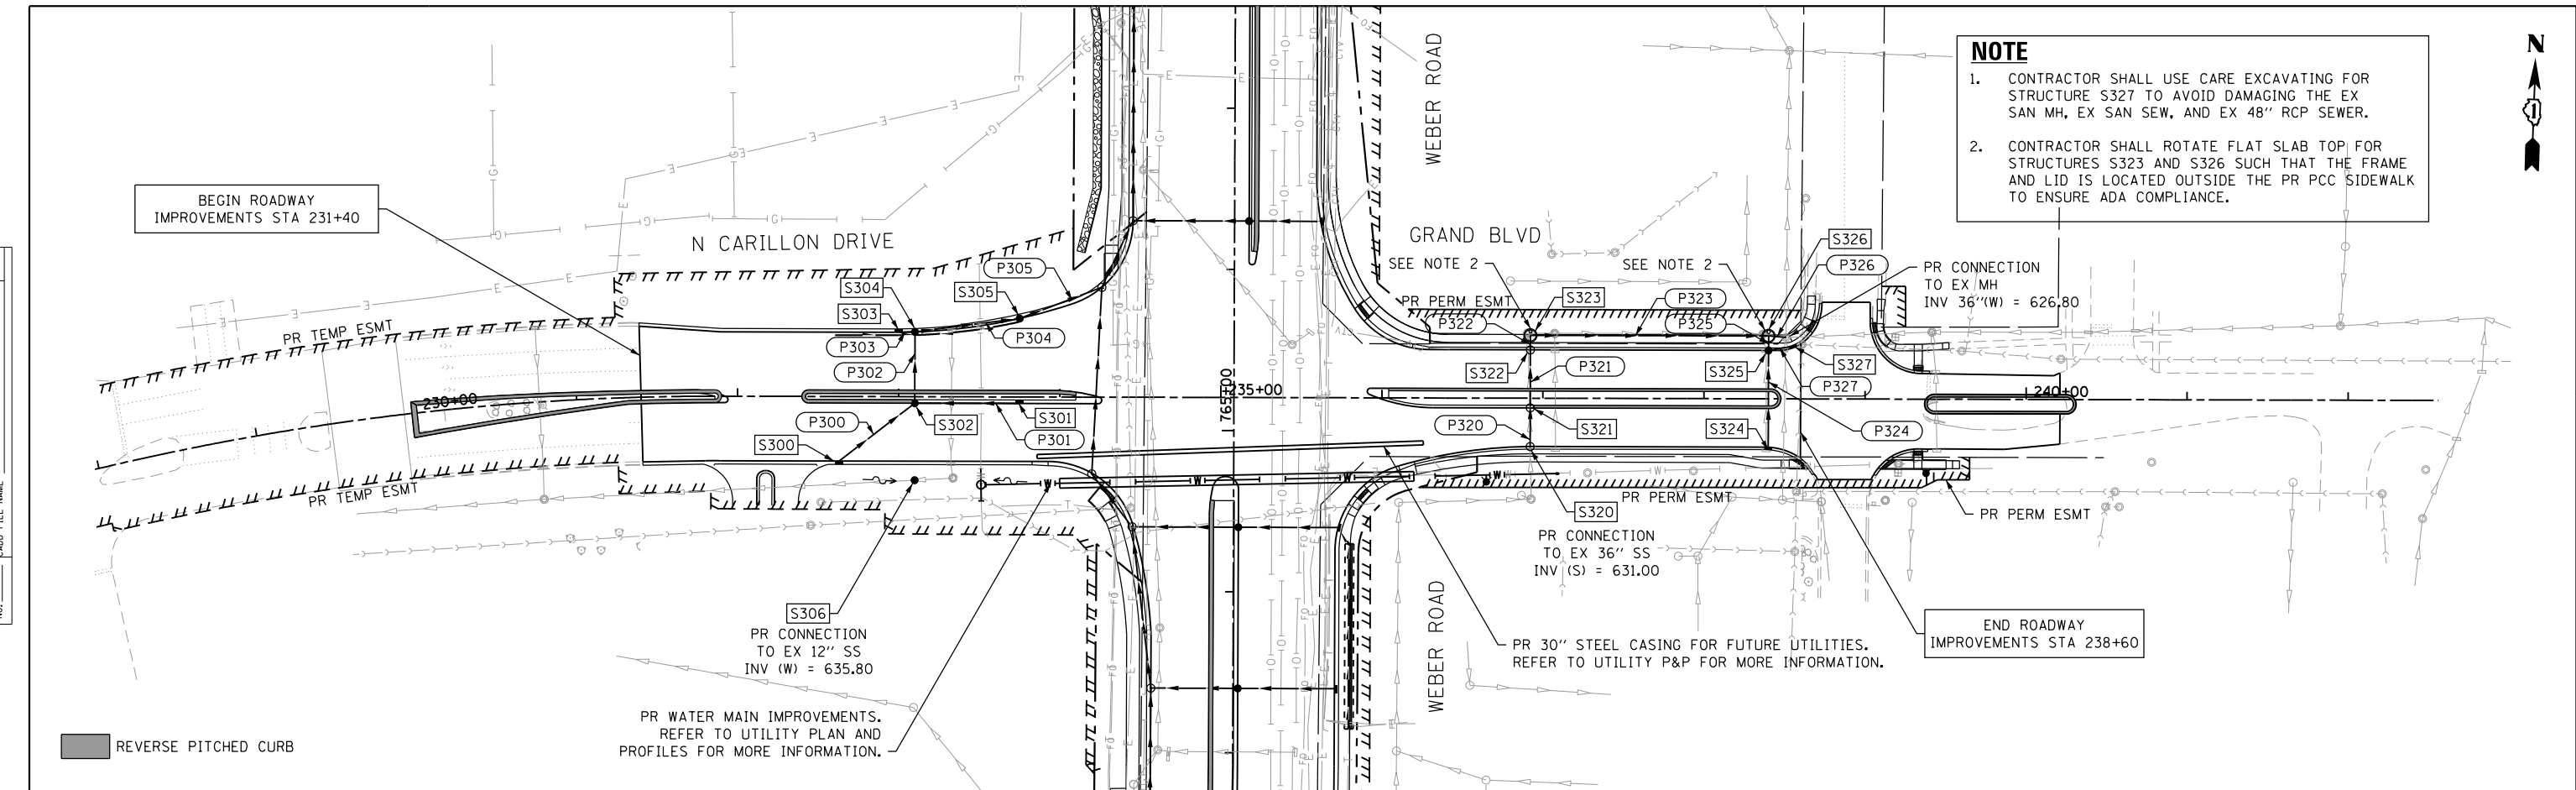 NOTE
1. CONTRACTOR SHALL USE CARE EXCAVATING FOR
STRUCTURE S327 TO AVOID DAMAGING THE EX
SAN MH, EX SAN SEW, AND EX 48" RCP SEWER.
2. CONTRACTOR SHALL ROTATE FLAT SLAB TOP FOR
STRUCTURES S323 AND S326 SUCH THAT THE FRAME
AND LID IS LOCATED OUTSIDE THE PR PCC SIDEWALK
TO ENSURE ADA COMPLIANCE.
N
1
BEGIN ROADWAY
IMPROVEMENTS STA 231+40
N CARILLON DRIVE
WEBER ROAD
GRAND BLVD
SEE NOTE 2
SEE NOTE 2
S326
P326
PR CONNECTION
TO EX MH
INV 36"(W) = 626.80
P305
S304
S305
S303
P304
P303
P302
PR TEMP ESMT
PR PERM ESMT
S323
P323
P322
P325
S322
P321
S325
S327
P327
230+00
765+00
235+00
240+00
P300
S302
S301
P301
S300
P320
S321
S324
P324
PR TEMP ESMT
W
W
W
W
W
W
PR PERM ESMT
PR PERM ESMT
S320
PR CONNECTION
TO EX 36" SS
INV (S) = 631.00
S306
PR CONNECTION
TO EX 12" SS
INV (W) = 635.80
WEBER ROAD
PR 30" STEEL CASING FOR FUTURE UTILITIES.
REFER TO UTILITY P&P FOR MORE INFORMATION.
END ROADWAY
IMPROVEMENTS STA 238+60
PR WATER MAIN IMPROVEMENTS.
REFER TO UTILITY PLAN AND
PROFILES FOR MORE INFORMATION.
REVERSE PITCHED CURB